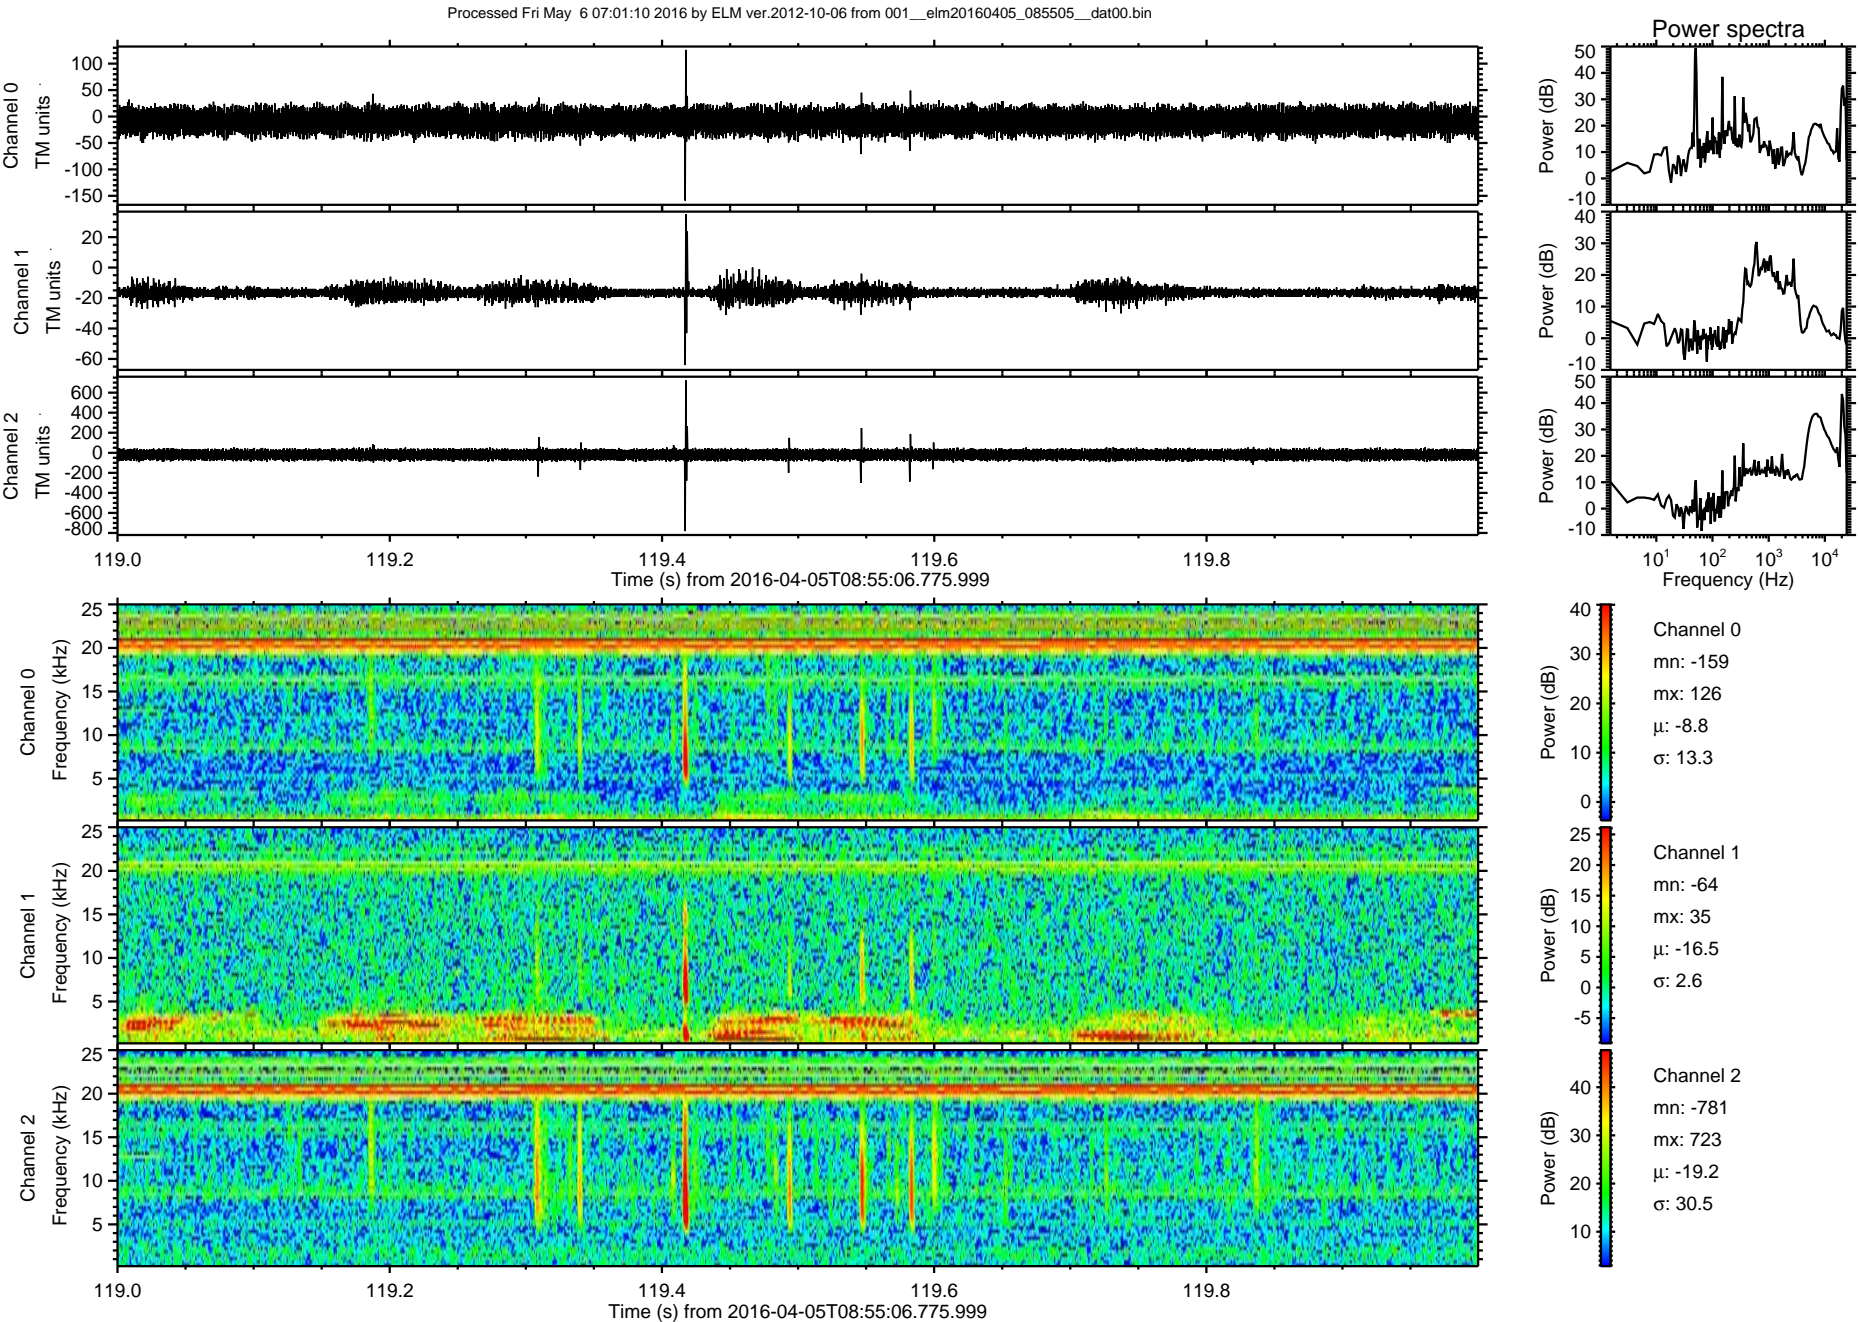 Processed Fri May  6 07:01:10 2016 by ELM ver.2012-10-06 from 001__elm20160405_085505__dat00.bin
Power spectra
Channel 0
TM units
100
50
0
-50
-100
-150
Power (dB)
50
40
30
20
10
0
-10
Channel 1
TM units
20
0
-20
-40
-60
Power (dB)
40
30
20
10
0
-10
Channel 2
TM units
600
400
200
0
-200
-400
-600
-800
Power (dB)
50
40
30
20
10
0
-10
119.0 119.2 119.4 119.6 119.8
Time (s) from 2016-04-05T08:55:06.775.999
10¹ 10² 10³ 10⁴
Frequency (Hz)
Channel 0
Frequency (kHz)
25
20
15
10
5
Power (dB)
40
30
20
10
0
Channel 0
mn: -159
mx: 126
µ: -8.8
σ: 13.3
Channel 1
Frequency (kHz)
25
20
15
10
5
Power (dB)
25
20
15
10
5
0
-5
Channel 1
mn: -64
mx: 35
µ: -16.5
σ: 2.6
Channel 2
Frequency (kHz)
25
20
15
10
5
Power (dB)
40
30
20
10
Channel 2
mn: -781
mx: 723
µ: -19.2
σ: 30.5
119.0 119.2 119.4 119.6 119.8
Time (s) from 2016-04-05T08:55:06.775.999